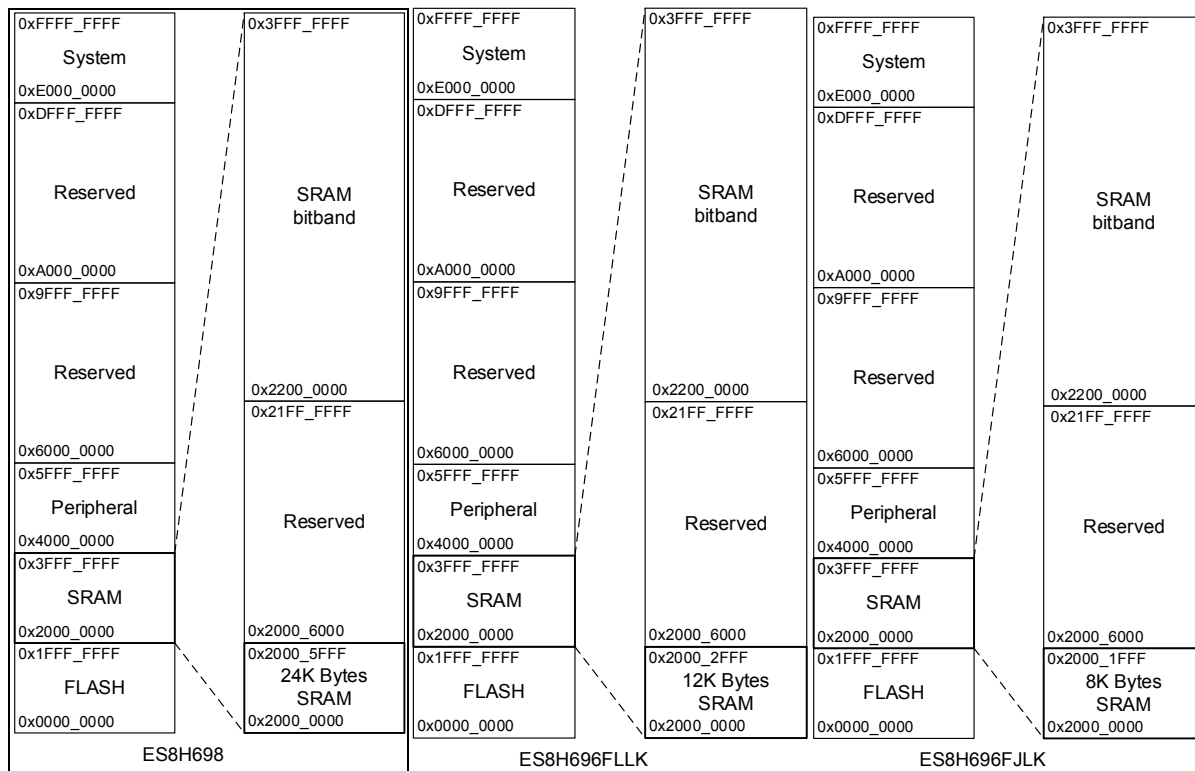 0xFFFF_FFFF
System
0xE000_0000
0xDFFF_FFFF
Reserved
0xA000_0000
0x9FFF_FFFF
Reserved
0x6000_0000
0x5FFF_FFFF
Peripheral
0x4000_0000
0x3FFF_FFFF
SRAM
0x2000_0000
0x1FFF_FFFF
FLASH
0x0000_0000
0x3FFF_FFFF
SRAM
bitband
0x2200_0000
0x21FF_FFFF
Reserved
0x2000_6000
0x2000_5FFF
24K Bytes
SRAM
0x2000_0000
ES8H698
0xFFFF_FFFF
System
0xE000_0000
0xDFFF_FFFF
Reserved
0xA000_0000
0x9FFF_FFFF
Reserved
0x6000_0000
0x5FFF_FFFF
Peripheral
0x4000_0000
0x3FFF_FFFF
SRAM
0x2000_0000
0x1FFF_FFFF
FLASH
0x0000_0000
0x3FFF_FFFF
SRAM
bitband
0x2200_0000
0x21FF_FFFF
Reserved
0x2000_6000
0x2000_2FFF
12K Bytes
SRAM
0x2000_0000
ES8H696FLLK
0xFFFF_FFFF
System
0xE000_0000
0xDFFF_FFFF
Reserved
0xA000_0000
0x9FFF_FFFF
Reserved
0x6000_0000
0x5FFF_FFFF
Peripheral
0x4000_0000
0x3FFF_FFFF
SRAM
0x2000_0000
0x1FFF_FFFF
FLASH
0x0000_0000
0x3FFF_FFFF
SRAM
bitband
0x2200_0000
0x21FF_FFFF
Reserved
0x2000_6000
0x2000_1FFF
8K Bytes
SRAM
0x2000_0000
ES8H696FJLK